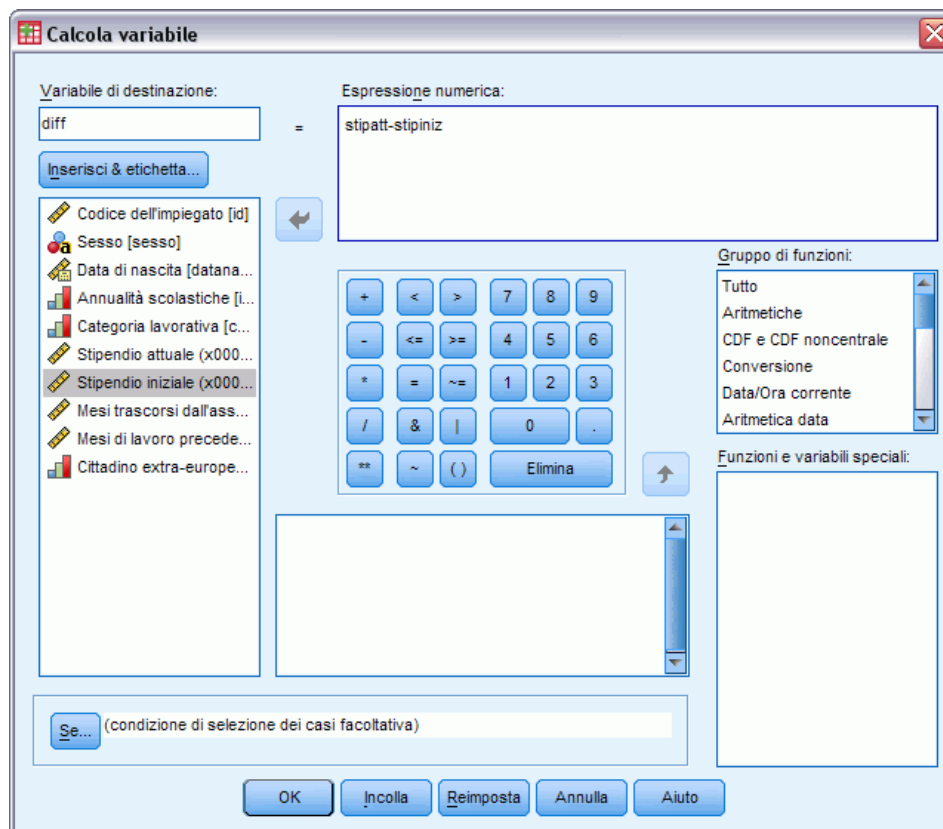 Calcola variabile
Variabile di destinazione:
Espressione numerica:
diff
=
stipatt-stipiniz
Inserisci & etichetta...
Codice dell'impiegato [id]
Sesso [sesso]
Data di nascita [datana...
Annualità scolastiche [i...
Categoria lavorativa [c...
Stipendio attuale (x000...
Stipendio iniziale (x000...
Mesi trascorsi dall'ass...
Mesi di lavoro precede...
Cittadino extra-europe...
+ < > 7 8 9
- <= >= 4 5 6
* = ~= 1 2 3
/ & | 0 .
** ~ ( ) Elimina
Gruppo di funzioni:
Tutto
Aritmetiche
CDF e CDF noncentrale
Conversione
Data/Ora corrente
Aritmetica data
Funzioni e variabili speciali:
Se... (condizione di selezione dei casi facoltativa)
OK Incolla Reimposta Annulla Aiuto